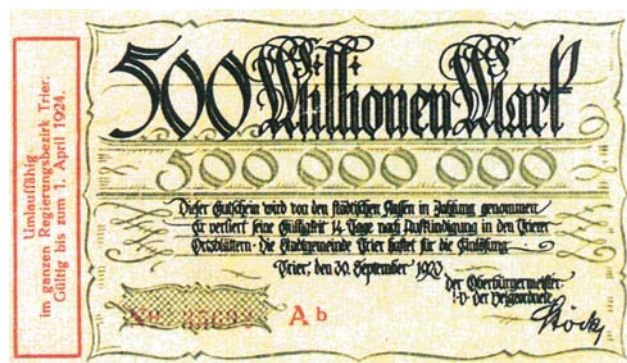 Umlauffähig
im ganzen Regierungsbezirk Trier.
Gültig bis zum 1. April 1924.
500 Millionen Mark
500 000 000
Dieser Gutschein wird von den städtischen Kassen in Zahlung genommen
Er verliert seine Gültigkeit 14 Tage nach Aufkündigung in den Trierer
Ortsblättern · Die Stadtgemeinde Trier haftet für die Einlösung
Trier, den 30. September 1923
der Oberbürgermeister
I·V· der Beigeordnete
No
A b